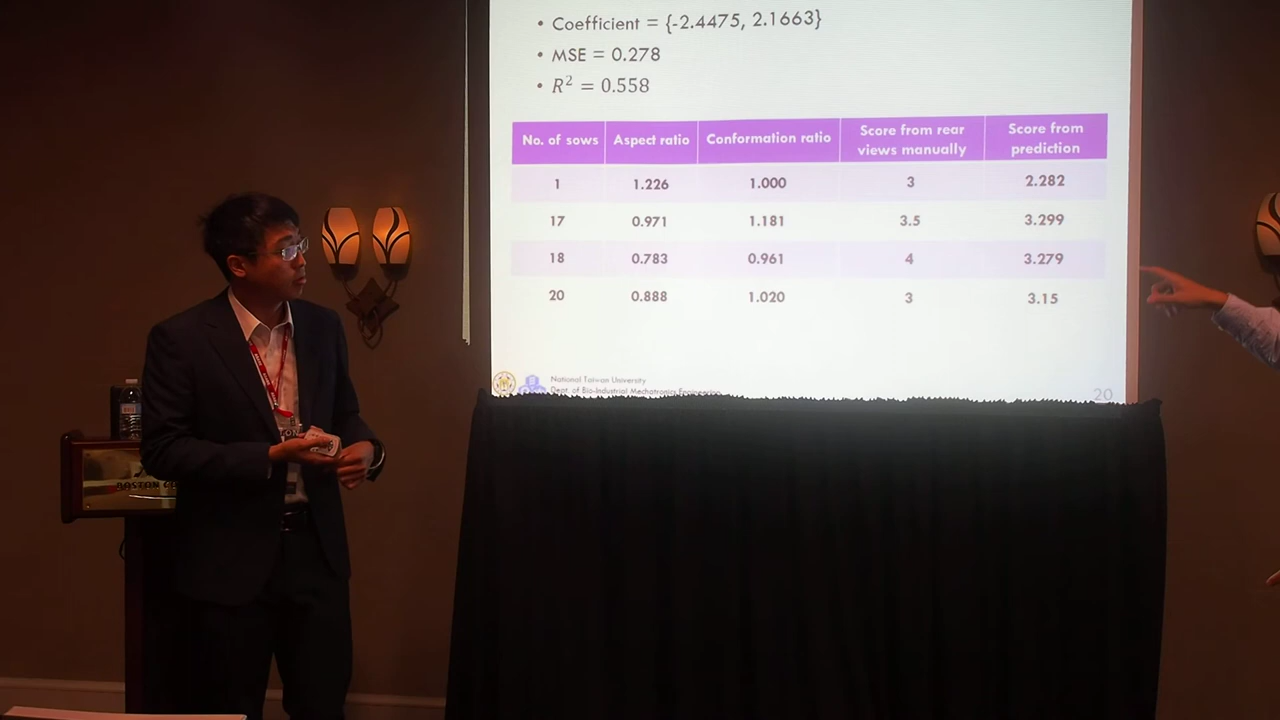 • Coefficient = {-2.4475, 2.1663}
• MSE = 0.278
• R² = 0.558
No. of sows Aspect ratio Conformation ratio Score from rear views manually Score from prediction
1 1.226 1.000 3 2.282
17 0.971 1.181 3.5 3.299
18 0.783 0.961 4 3.279
20 0.888 1.020 3 3.15
National Taiwan University
Dept. of Bio-Industrial Mechatronics Engineering
20
BOSTON